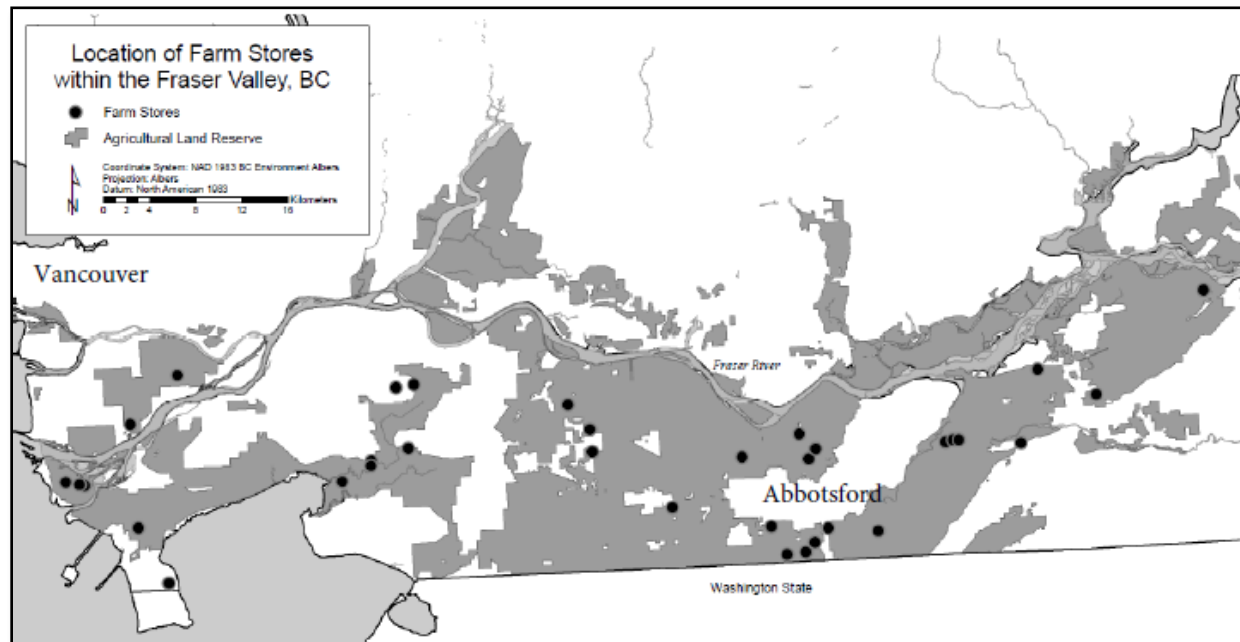 Location of Farm Stores
within the Fraser Valley, BC
Farm Stores
Agricultural Land Reserve
Coordinate System: NAD 1983 BC Environment Albers
Projection: Albers
Datum: North American 1983
Kilometers
0 2 4 8 12 16
N
Vancouver
Fraser River
Abbotsford
Washington State